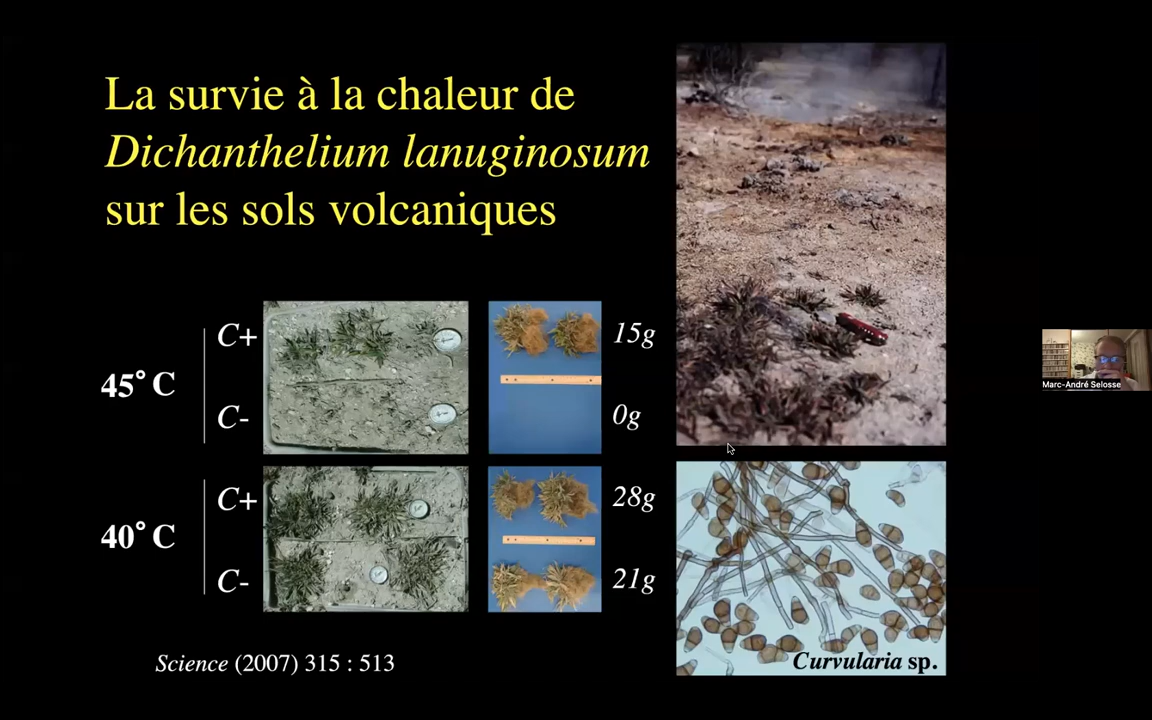 La survie à la chaleur de
Dichanthelium lanuginosum
sur les sols volcaniques
45° C
C+
15g
C-
0g
40° C
C+
28g
C-
21g
Science (2007) 315 : 513
Curvularia sp.
Marc-André Selosse